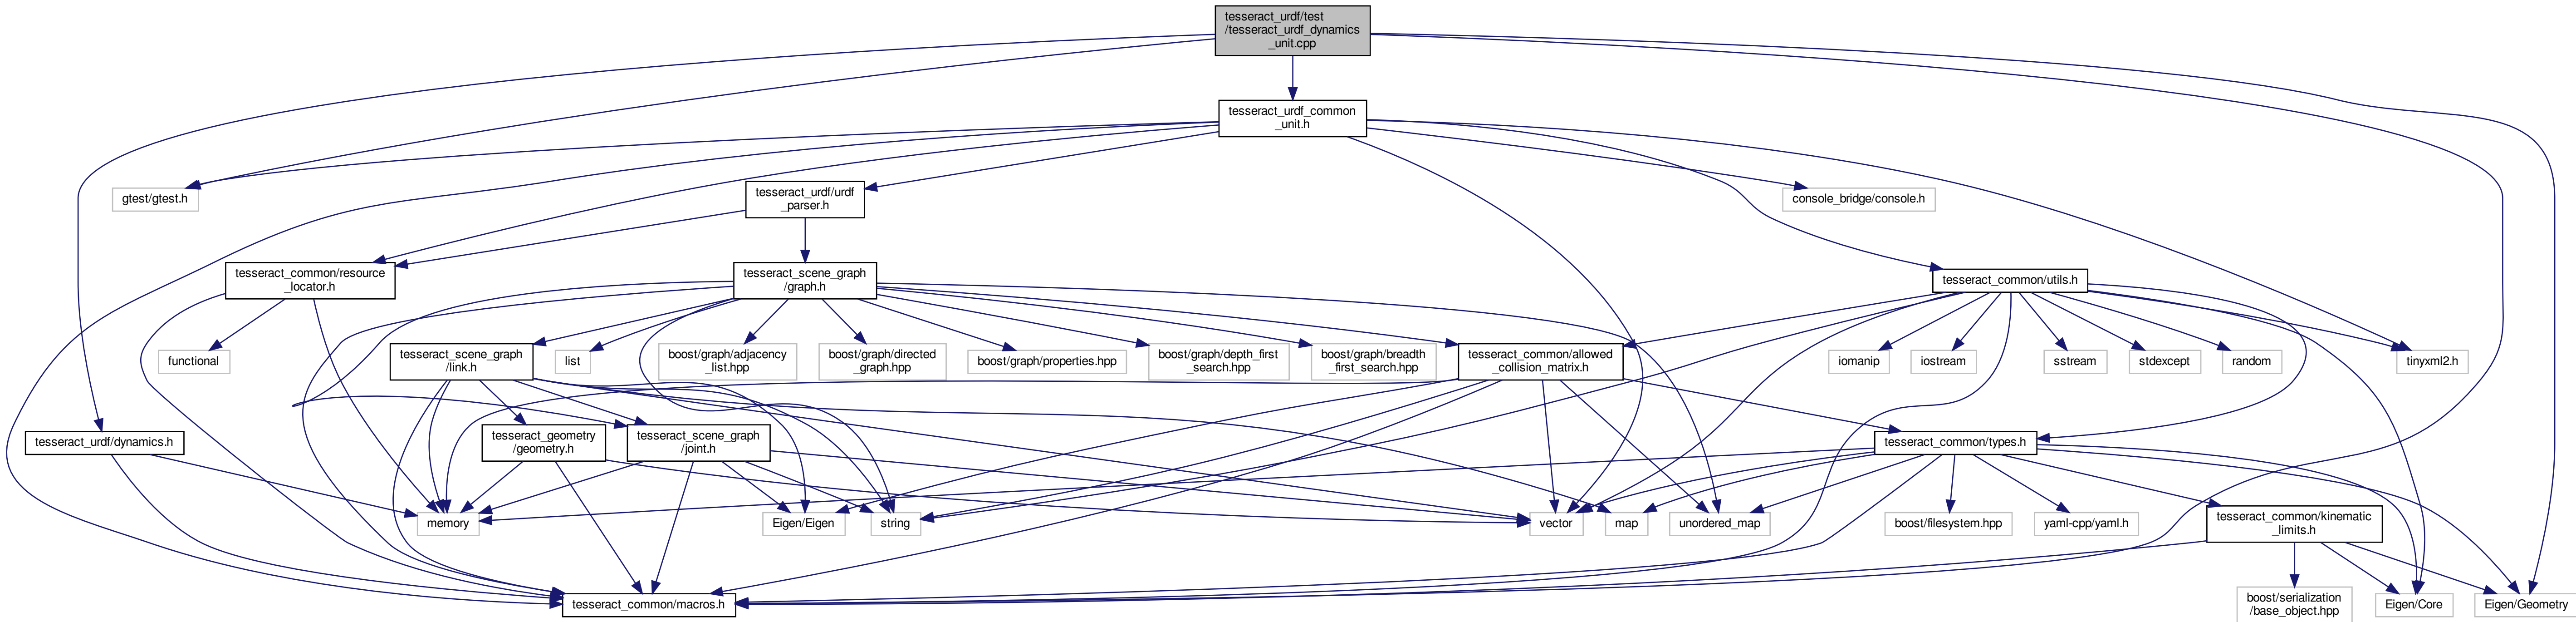 tesseract_urdf/test
/tesseract_urdf_dynamics
_unit.cpp
tesseract_urdf_common
_unit.h
gtest/gtest.h
tesseract_urdf/urdf
_parser.h
console_bridge/console.h
tesseract_common/resource
_locator.h
tesseract_scene_graph
/graph.h
tesseract_common/utils.h
functional
tesseract_scene_graph
/link.h
list
boost/graph/adjacency
_list.hpp
boost/graph/directed
_graph.hpp
boost/graph/properties.hpp
boost/graph/depth_first
_search.hpp
boost/graph/breadth
_first_search.hpp
tesseract_common/allowed
_collision_matrix.h
iomanip
iostream
sstream
stdexcept
random
tinyxml2.h
tesseract_urdf/dynamics.h
tesseract_geometry
/geometry.h
tesseract_scene_graph
/joint.h
tesseract_common/types.h
memory
Eigen/Eigen
string
vector
map
unordered_map
boost/filesystem.hpp
yaml-cpp/yaml.h
tesseract_common/kinematic
_limits.h
tesseract_common/macros.h
boost/serialization
/base_object.hpp
Eigen/Core
Eigen/Geometry